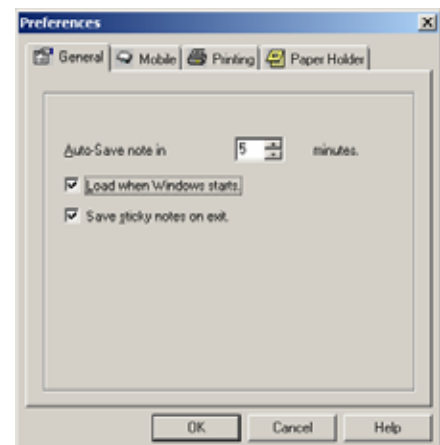 Preferences
General Mobile Printing Paper Holder
Auto-Save note in 5 minutes.
Load when Windows starts.
Save sticky notes on exit.
OK Cancel Help